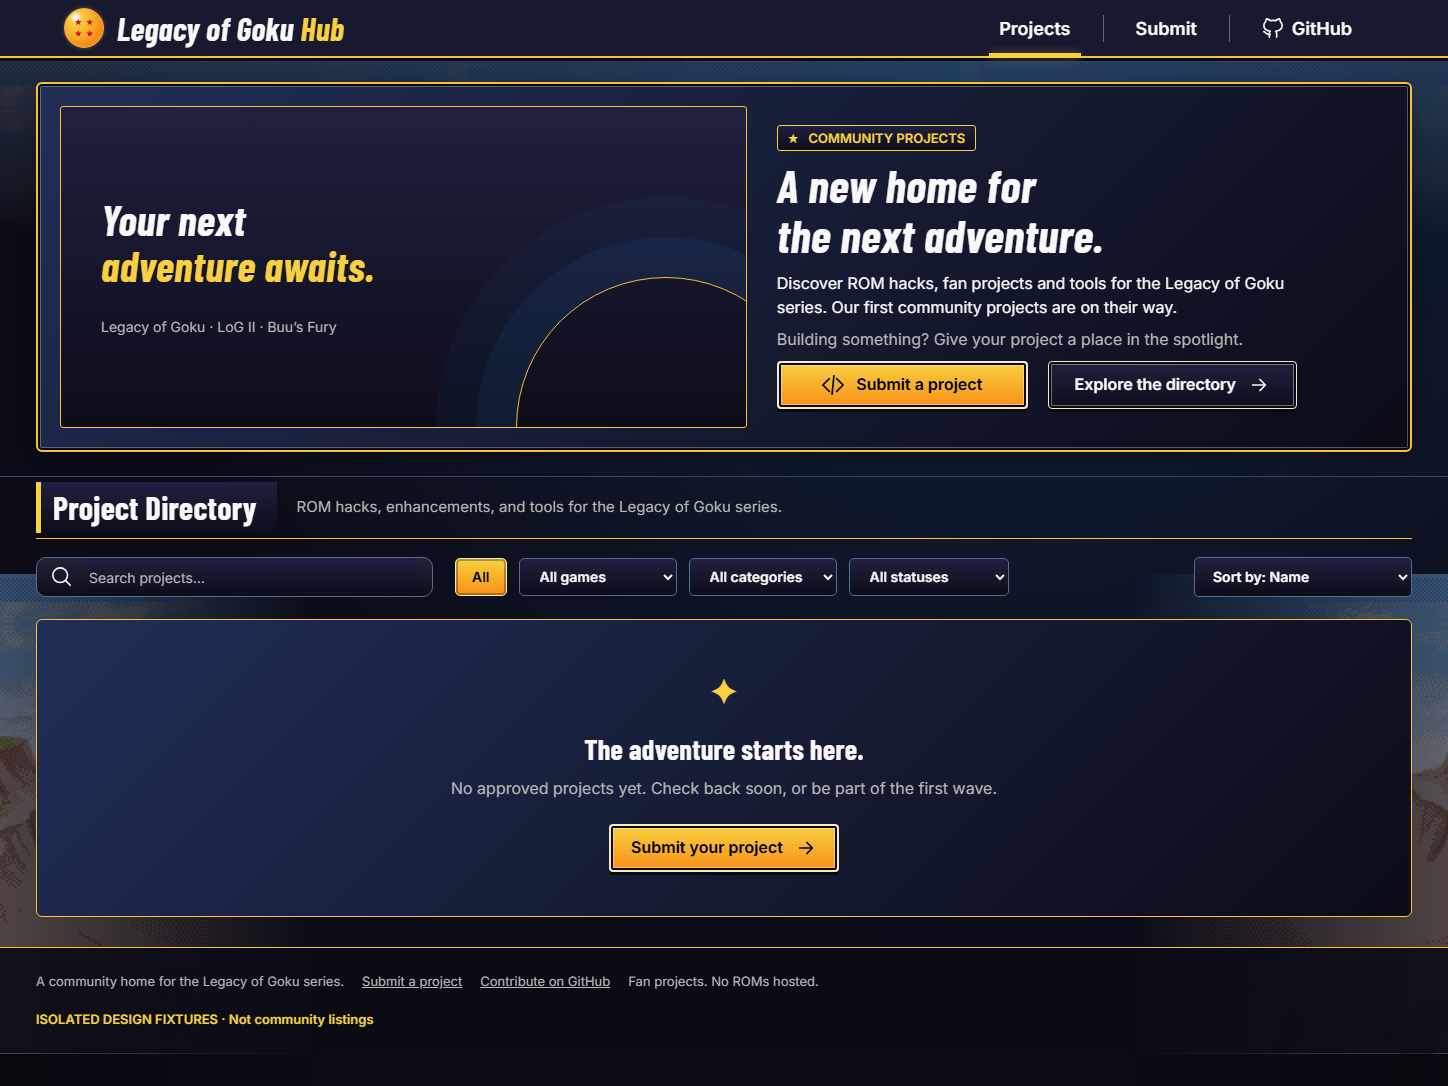 Legacy of Goku Hub
Projects
Submit
GitHub
Your next
adventure awaits.
Legacy of Goku · LoG II · Buu’s Fury
★ COMMUNITY PROJECTS
A new home for
the next adventure.
Discover ROM hacks, fan projects and tools for the Legacy of Goku
series. Our first community projects are on their way.
Building something? Give your project a place in the spotlight.
Submit a project
Explore the directory →
Project Directory
ROM hacks, enhancements, and tools for the Legacy of Goku series.
Search projects...
All
All games
All categories
All statuses
Sort by: Name
The adventure starts here.
No approved projects yet. Check back soon, or be part of the first wave.
Submit your project →
A community home for the Legacy of Goku series.
Submit a project
Contribute on GitHub
Fan projects. No ROMs hosted.
ISOLATED DESIGN FIXTURES · Not community listings